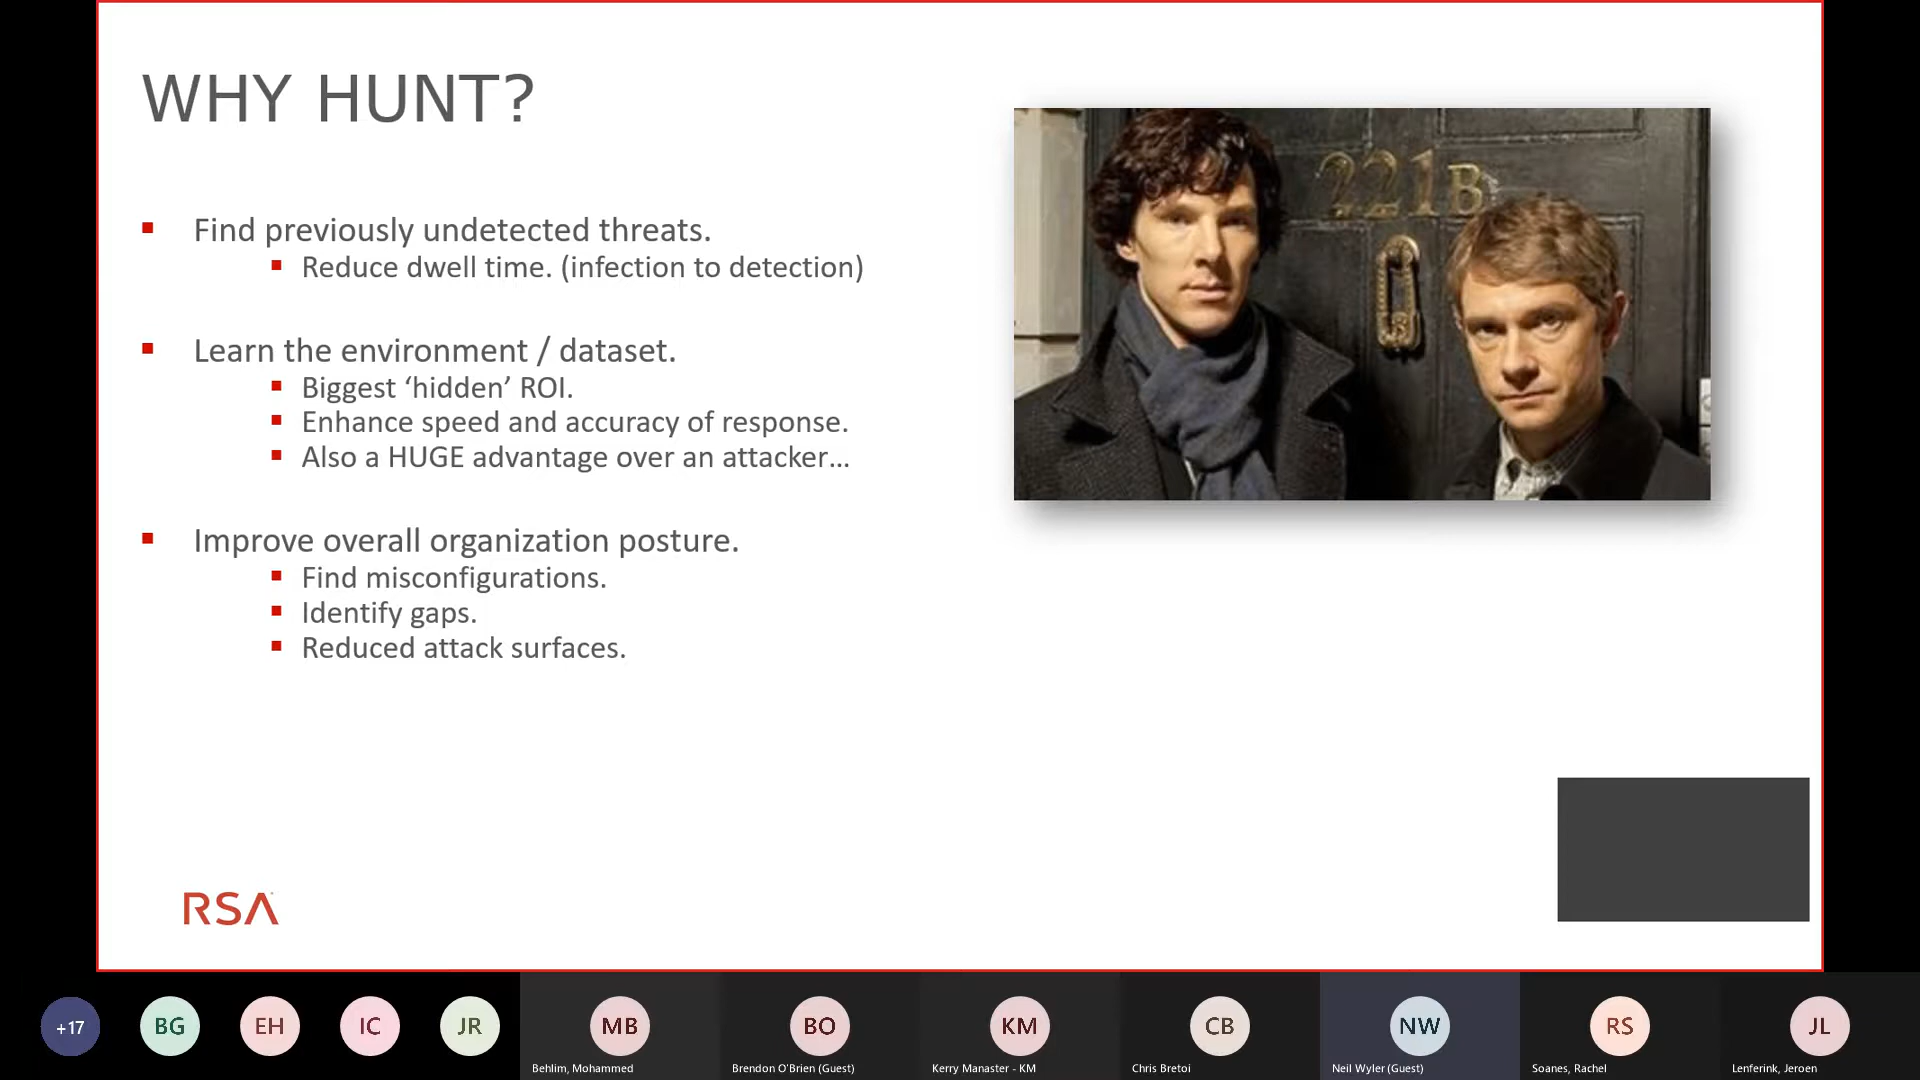 WHY HUNT?
Find previously undetected threats.
Reduce dwell time. (infection to detection)
Learn the environment / dataset.
Biggest ‘hidden’ ROI.
Enhance speed and accuracy of response.
Also a HUGE advantage over an attacker…
Improve overall organization posture.
Find misconfigurations.
Identify gaps.
Reduced attack surfaces.
221B
RSA
+17
BG
EH
IC
JR
MB
BO
KM
CB
NW
RS
JL
Behlim, Mohammed
Brendon O'Brien (Guest)
Kerry Manaster - KM
Chris Bretoi
Neil Wyler (Guest)
Soanes, Rachel
Lenferink, Jeroen